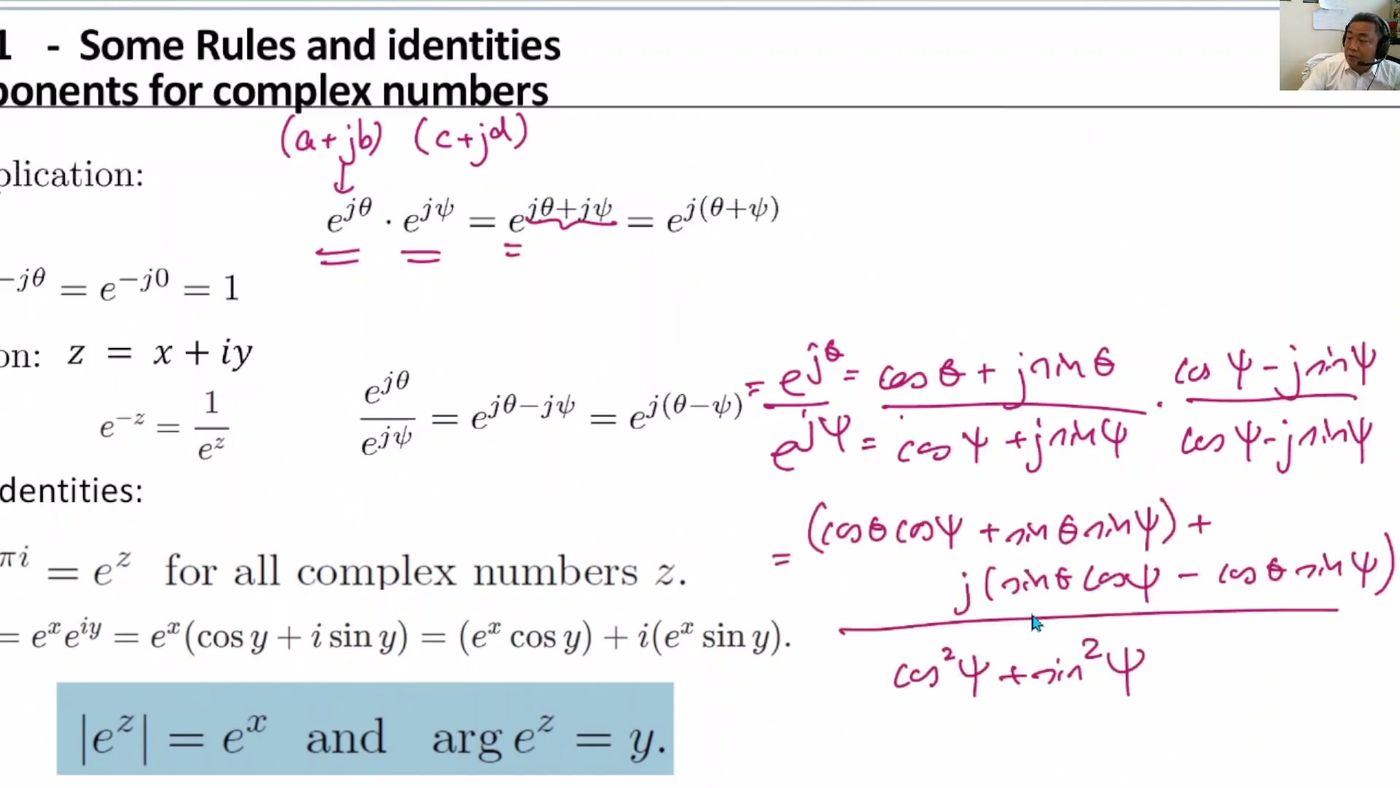 1 - Some Rules and identities
ponents for complex numbers
(a+jb) (c+jd)
plication:
e^{jθ} · e^{jψ} = e^{jθ+jψ} = e^{j(θ+ψ)}
-jθ = e^{-j0} = 1
on: z = x + iy
e^{-z} = 1/e^z
e^{jθ}/e^{jψ} = e^{jθ-jψ} = e^{j(θ-ψ)} = e^{jθ}/e^{jψ} = (cos θ + j sin θ)/(cos ψ + j sin ψ) · (cos ψ - j sin ψ)/(cos ψ - j sin ψ)
dentities:
= (cos θ cos ψ + sin θ sin ψ) +
j(sin θ cos ψ - cos θ sin ψ)
cos²ψ + sin²ψ
πi = e^z for all complex numbers z.
= e^x e^{iy} = e^x(cos y + i sin y) = (e^x cos y) + i(e^x sin y).
|e^z| = e^x and arg e^z = y.